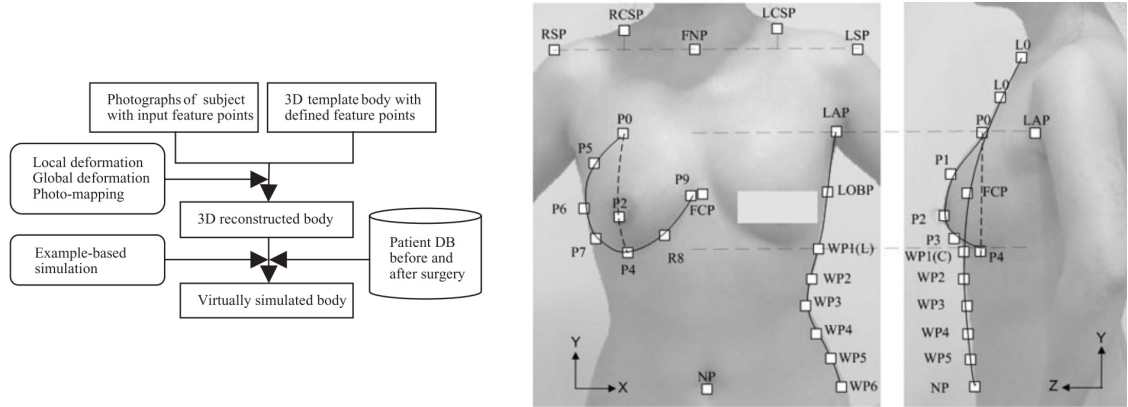 Photographs of subject
with input feature points
3D template body with
defined feature points
Local deformation
Global deformation
Photo-mapping
3D reconstructed body
Example-based
simulation
Patient DB
before and
after surgery
Virtually simulated body
RCSP
LCSP
RSP
FNP
LSP
P0
LAP
P5
P9
FCP
LOBP
P6
P2
P7
P4
R8
WP1(L)
WP2
WP3
WP4
WP5
NP
WP6
Y
X
L0
L0
P0
LAP
P1
FCP
P2
P3
WP1(C)
P4
WP2
WP3
WP4
WP5
NP
Y
Z